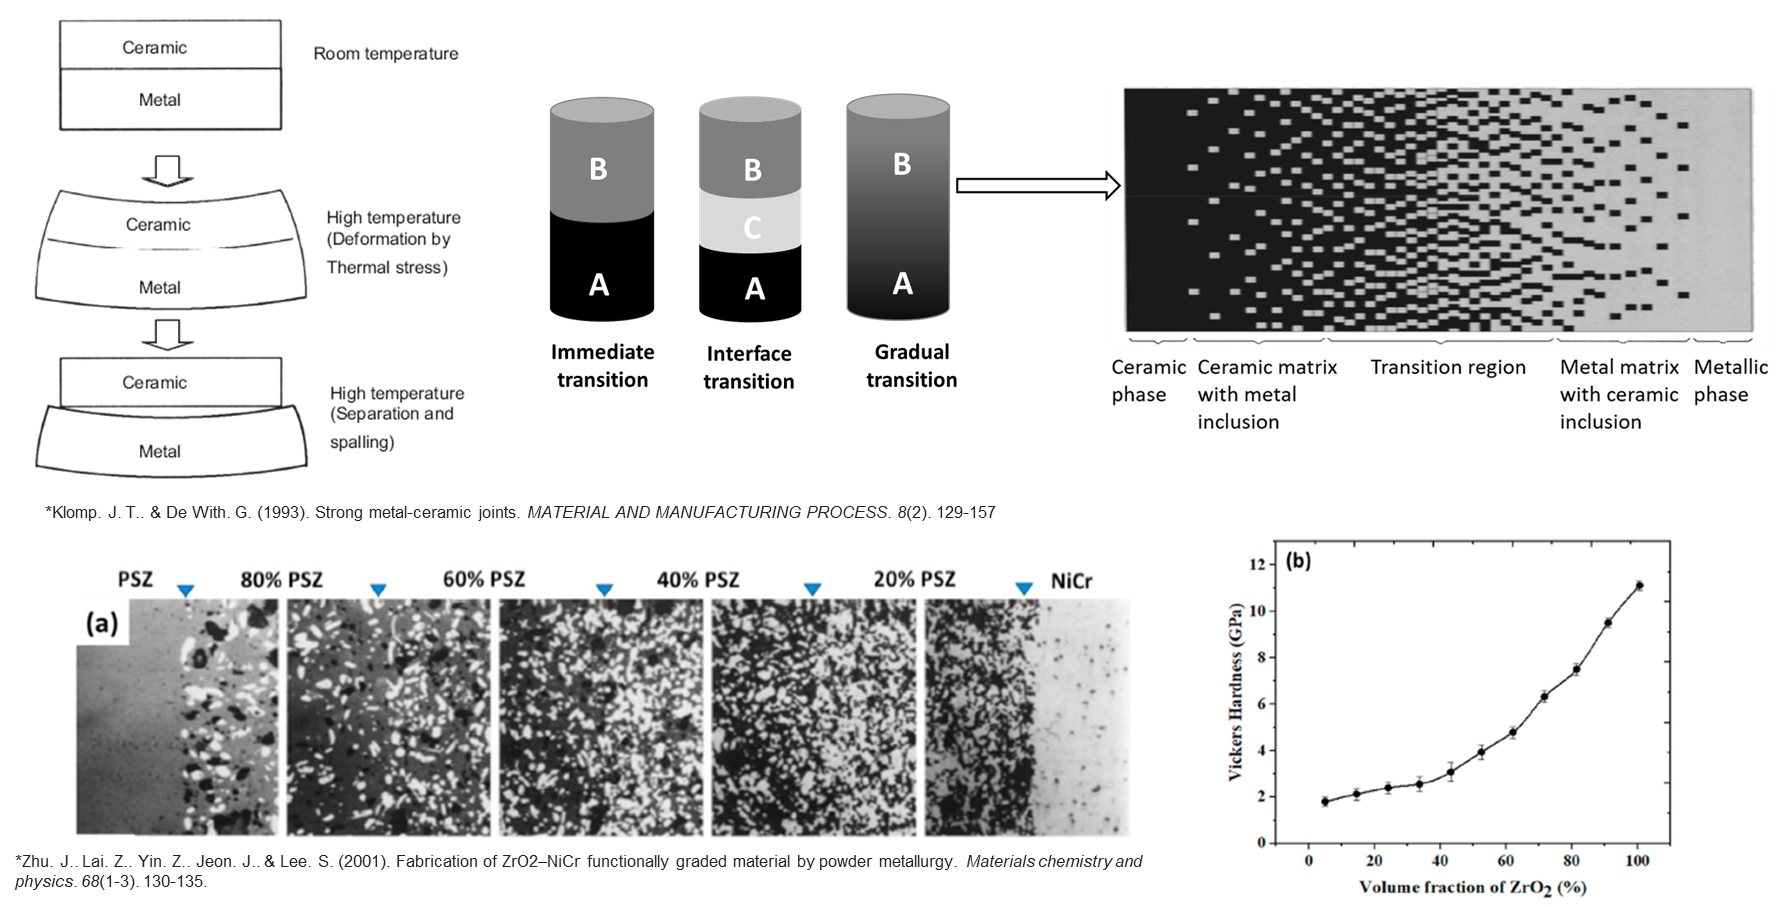 Ceramic
Metal
Room temperature
Ceramic
Metal
High temperature
(Deformation by
Thermal stress)
Ceramic
Metal
High temperature
(Separation and
spalling)
B
A
Immediate
transition
B
C
A
Interface
transition
B
A
Gradual
transition
Ceramic
phase
Ceramic matrix
with metal
inclusion
Transition region
Metal matrix
with ceramic
inclusion
Metallic
phase
*Klomp. J. T.. & De With. G. (1993). Strong metal-ceramic joints. MATERIAL AND MANUFACTURING PROCESS. 8(2). 129-157
PSZ 80% PSZ 60% PSZ 40% PSZ 20% PSZ NiCr
(a)
*Zhu. J.. Lai. Z.. Yin. Z.. Jeon. J.. & Lee. S. (2001). Fabrication of ZrO2–NiCr functionally graded material by powder metallurgy. Materials chemistry and
physics. 68(1-3). 130-135.
(b)
Vickers Hardness (GPa)
12
10
8
6
4
2
0
0 20 40 60 80 100
Volume fraction of ZrO2 (%)